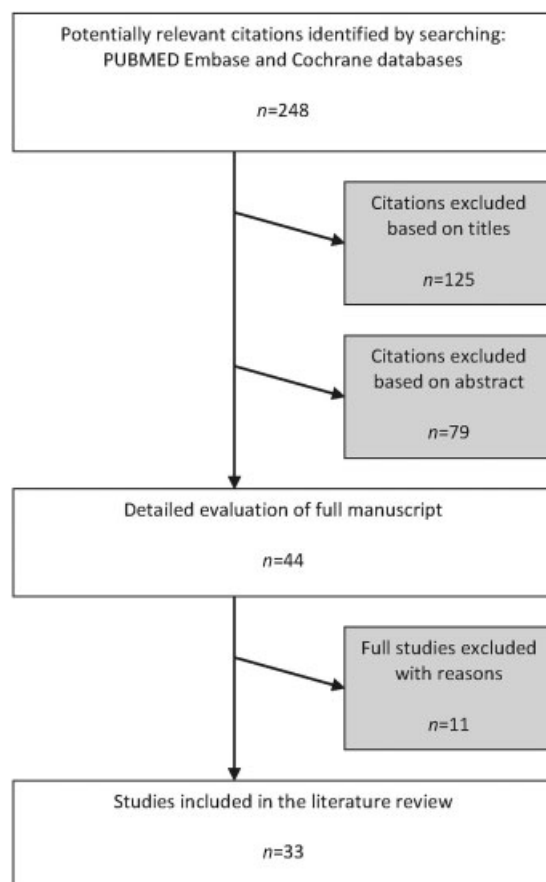 Potentially relevant citations identified by searching:
PUBMED Embase and Cochrane databases
n=248
Citations excluded
based on titles
n=125
Citations excluded
based on abstract
n=79
Detailed evaluation of full manuscript
n=44
Full studies excluded
with reasons
n=11
Studies included in the literature review
n=33